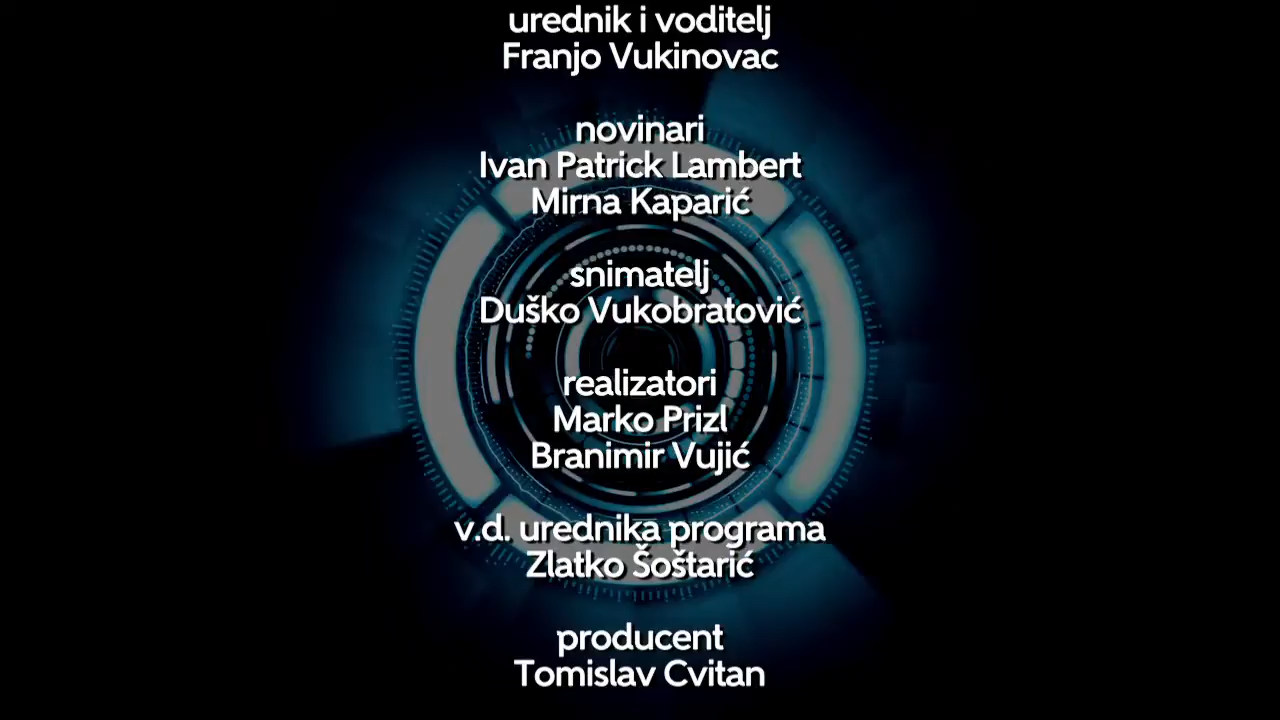 urednik i voditelj
Franjo Vukinovac
novinari
Ivan Patrick Lambert
Mirna Kaparić
snimatelj
Duško Vukobratović
realizatori
Marko Prizl
Branimir Vujić
v.d. urednika programa
Zlatko Šoštarić
producent
Tomislav Cvitan